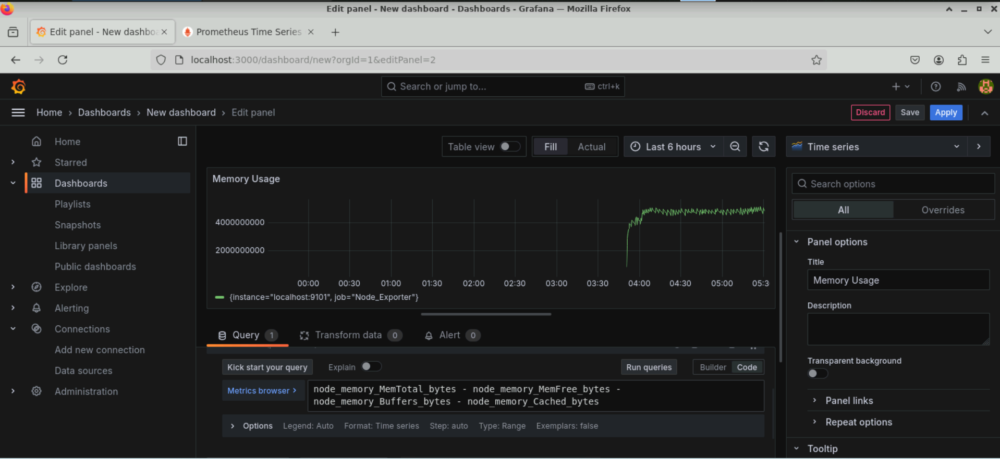 Edit panel - New dashboard - Dashboards - Grafana — Mozilla Firefox
Edit panel - New dashbo
Prometheus Time Series
localhost:3000/dashboard/new?orgId=1&editPanel=2
Search or jump to...
ctrl+k
Home › Dashboards › New dashboard › Edit panel
Discard
Save
Apply
Home
Starred
Dashboards
Playlists
Snapshots
Library panels
Public dashboards
Explore
Alerting
Connections
Add new connection
Data sources
Administration
Table view
Fill
Actual
Last 6 hours
Time series
Memory Usage
4000000000
2000000000
00:00 00:30 01:00 01:30 02:00 02:30 03:00 03:30 04:00 04:30 05:00 05:3
{instance="localhost:9101", job="Node_Exporter"}
Query 1
Transform data 0
Alert 0
Kick start your query
Explain
Run queries
Builder
Code
Metrics browser >
node_memory_MemTotal_bytes - node_memory_MemFree_bytes -
node_memory_Buffers_bytes - node_memory_Cached_bytes
Options Legend: Auto Format: Time series Step: auto Type: Range Exemplars: false
Search options
All
Overrides
Panel options
Title
Memory Usage
Description
Transparent background
Panel links
Repeat options
Tooltip